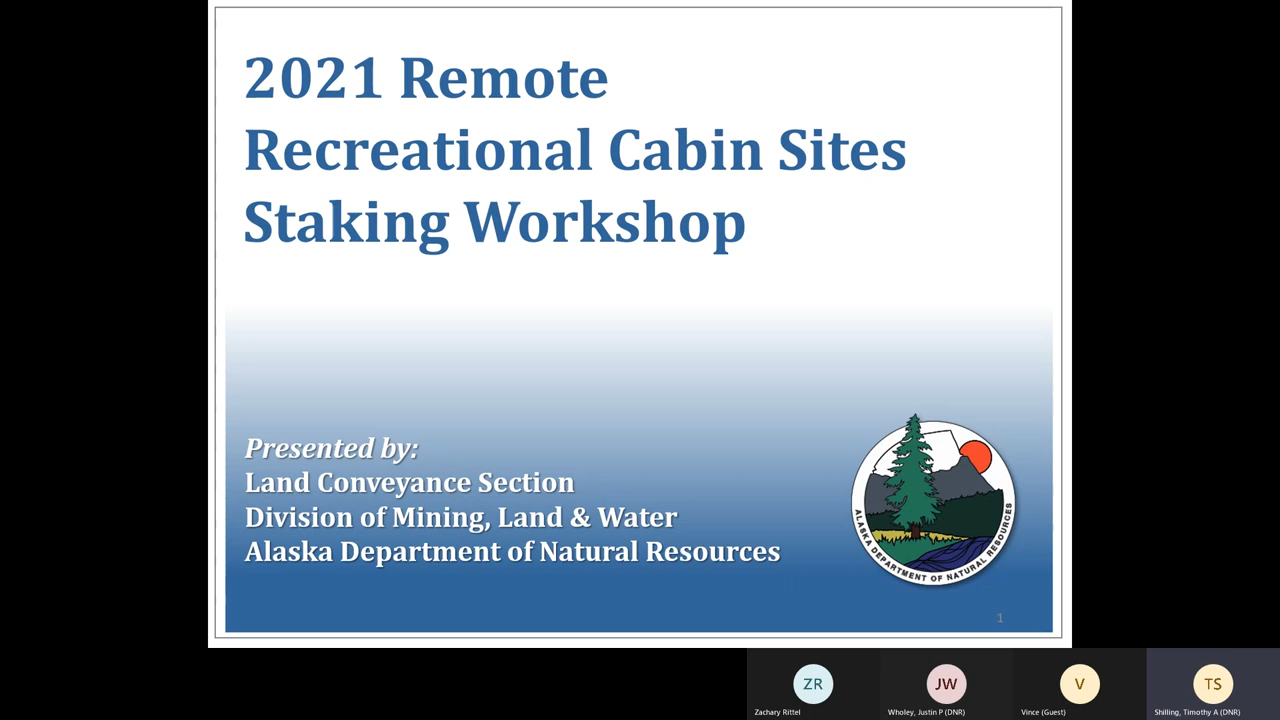 2021 Remote
Recreational Cabin Sites
Staking Workshop
Presented by:
Land Conveyance Section
Division of Mining, Land & Water
Alaska Department of Natural Resources
ALASKA DEPARTMENT OF NATURAL RESOURCES
1
ZR
JW
V
TS
Zachary Rittel
Wholey, Justin P (DNR)
Vince (Guest)
Shilling, Timothy A (DNR)